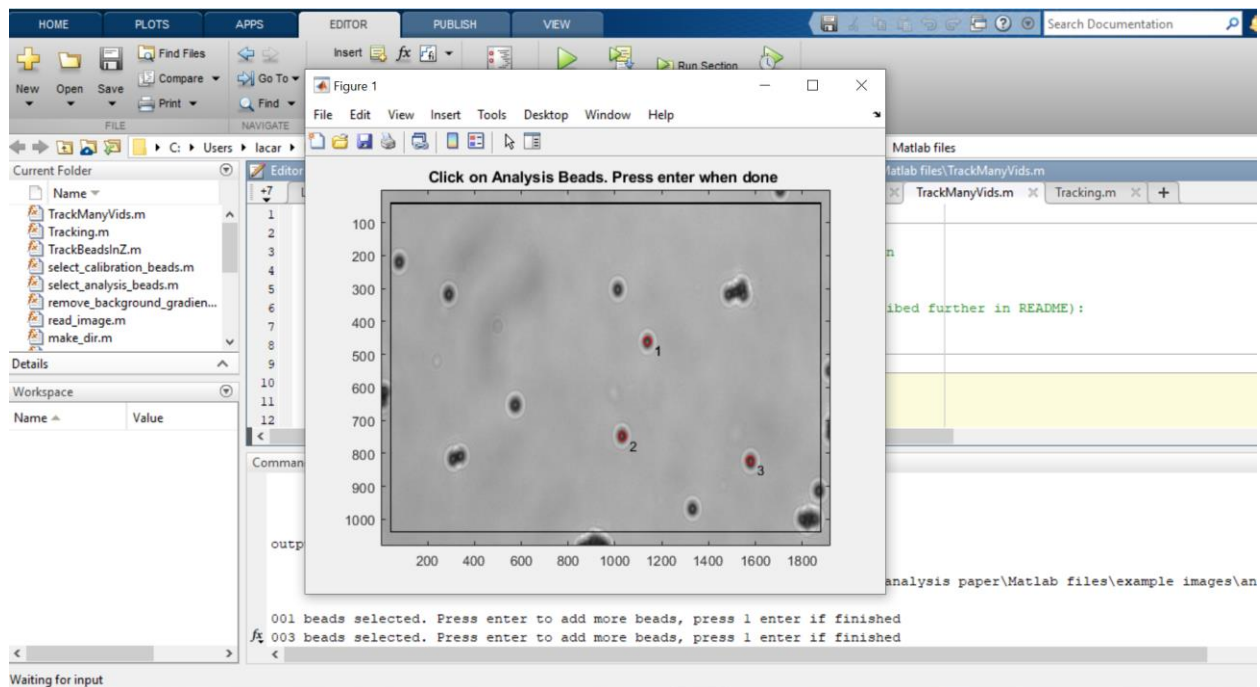 HOME PLOTS APPS EDITOR PUBLISH VIEW
Search Documentation
New Open Save
Find Files
Compare
Print
Go To
Find
Insert fx
Run Section
FILE NAVIGATE
C: Users lacar
Matlab files
Current Folder
Name
TrackManyVids.m
Tracking.m
TrackBeadsInZ.m
select_calibration_beads.m
select_analysis_beads.m
remove_background_gradien...
read_image.m
make_dir.m
Details
Workspace
Name Value
Editor
Matlab files\TrackManyVids.m
+7
TrackManyVids.m Tracking.m +
1
2
3
4
5
6
7
8
9
10
11
12
n
ibed further in README):
Figure 1
File Edit View Insert Tools Desktop Window Help
Click on Analysis Beads. Press enter when done
100
200
300
400
500
600
700
800
900
1000
1
2
3
200 400 600 800 1000 1200 1400 1600 1800
Comman
outp
analysis paper\Matlab files\example images\an
001 beads selected. Press enter to add more beads, press 1 enter if finished
fx 003 beads selected. Press enter to add more beads, press 1 enter if finished
Waiting for input